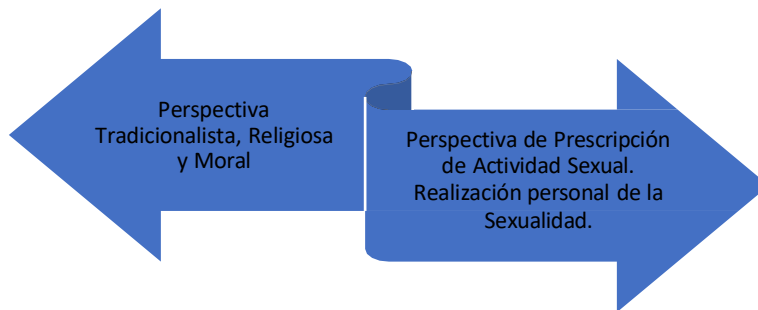 Perspectiva
Tradicionalista, Religiosa
y Moral
Perspectiva de Prescripción
de Actividad Sexual.
Realización personal de la
Sexualidad.